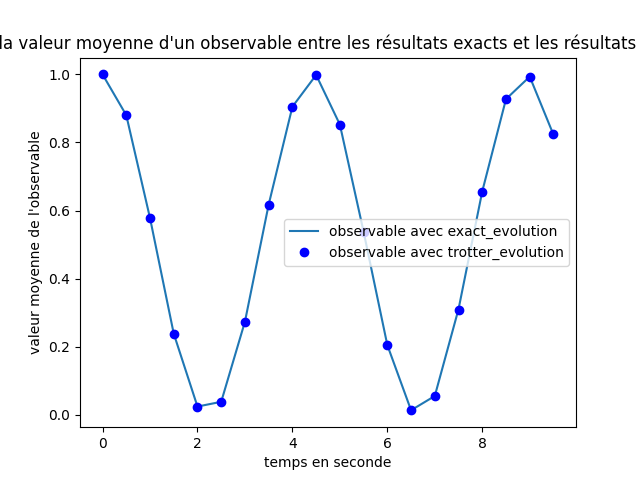 la valeur moyenne d'un observable entre les résultats exacts et les résultats
1.0
0.8
0.6
0.4
0.2
0.0
valeur moyenne de l'observable
observable avec exact_evolution
observable avec trotter_evolution
0 2 4 6 8
temps en seconde